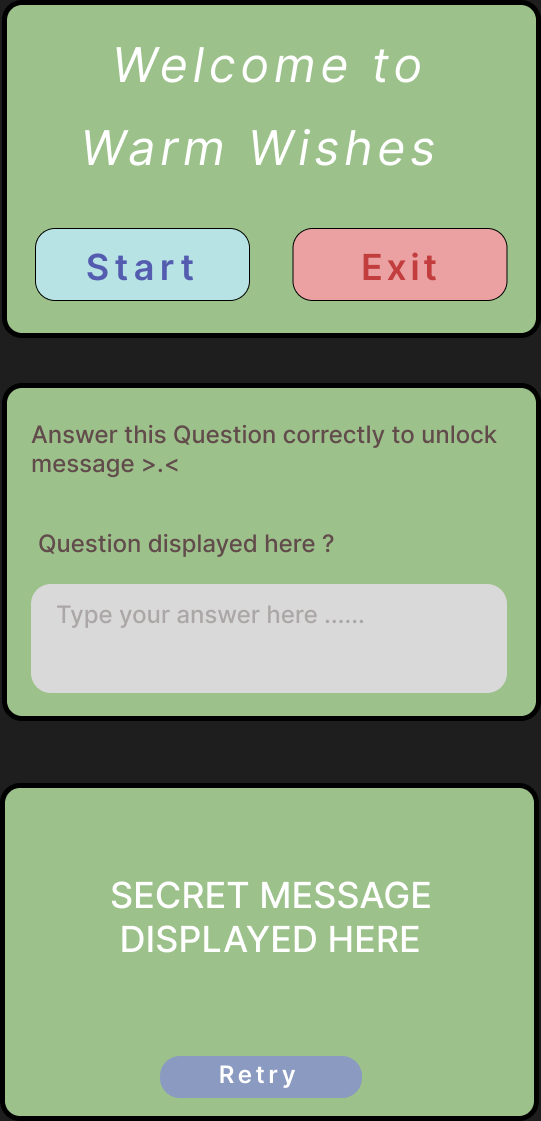 Welcome to
Warm Wishes
Start
Exit
Answer this Question correctly to unlock
message >.<
Question displayed here ?
Type your answer here ......
SECRET MESSAGE
DISPLAYED HERE
Retry